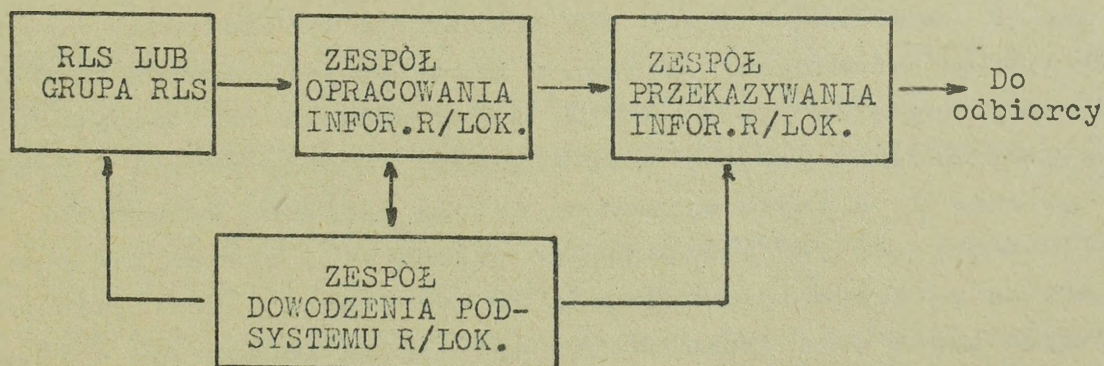 RLS LUB
GRUPA RLS
ZESPÓŁ
OPRACOWANIA
INFOR.R/LOK.
ZESPÓŁ
PRZEKAZYWANIA
INFOR.R/LOK.
Do
odbiorcy
ZESPÓŁ
DOWODZENIA POD-
SYSTEMU R/LOK.